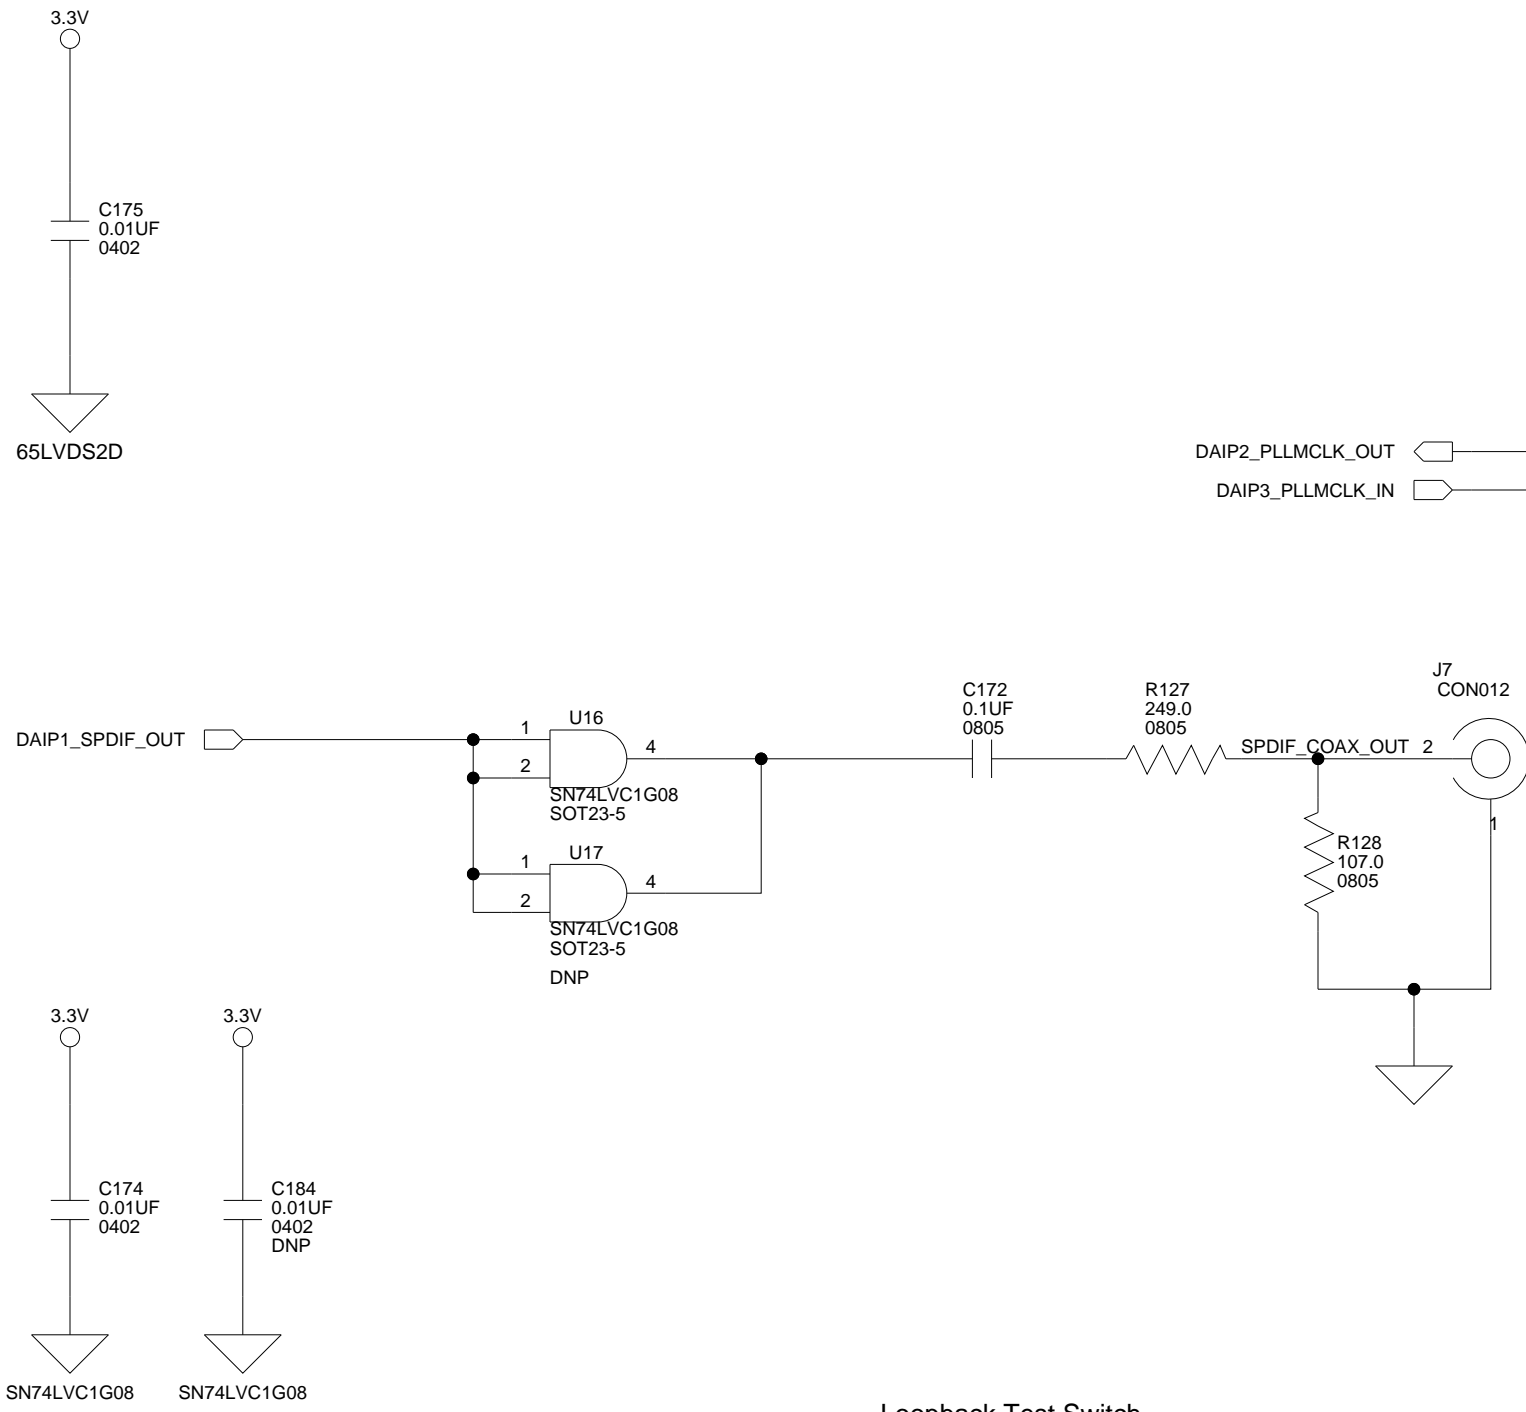 3.3V
C175
0.01UF
0402
65LVDS2D
DAIP2_PLLMCLK_OUT
DAIP3_PLLMCLK_IN
DAIP1_SPDIF_OUT
1
2
U16
4
SN74LVC1G08
SOT23-5
1
2
U17
4
SN74LVC1G08
SOT23-5
DNP
C172
0.1UF
0805
R127
249.0
0805
SPDIF_COAX_OUT 2
J7
CON012
1
R128
107.0
0805
3.3V
C174
0.01UF
0402
SN74LVC1G08
3.3V
C184
0.01UF
0402
DNP
SN74LVC1G08
Loopback Test Switch